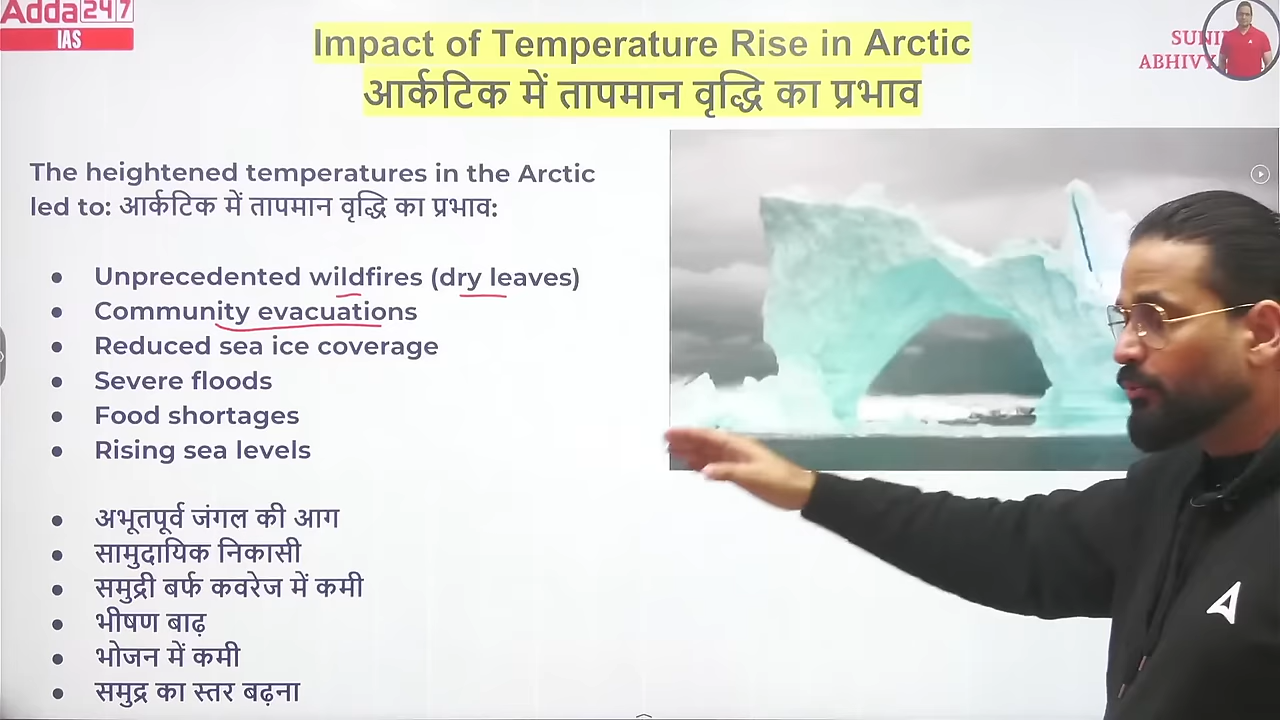 Adda 247
IAS
Impact of Temperature Rise in Arctic
आर्कटिक में तापमान वृद्धि का प्रभाव
The heightened temperatures in the Arctic
led to: आर्कटिक में तापमान वृद्धि का प्रभाव:
● Unprecedented wildfires (dry leaves)
● Community evacuations
● Reduced sea ice coverage
● Severe floods
● Food shortages
● Rising sea levels
● अभूतपूर्व जंगल की आग
● सामुदायिक निकासी
● समुद्री बर्फ कवरेज में कमी
● भीषण बाढ़
● भोजन में कमी
● समुद्र का स्तर बढ़ना